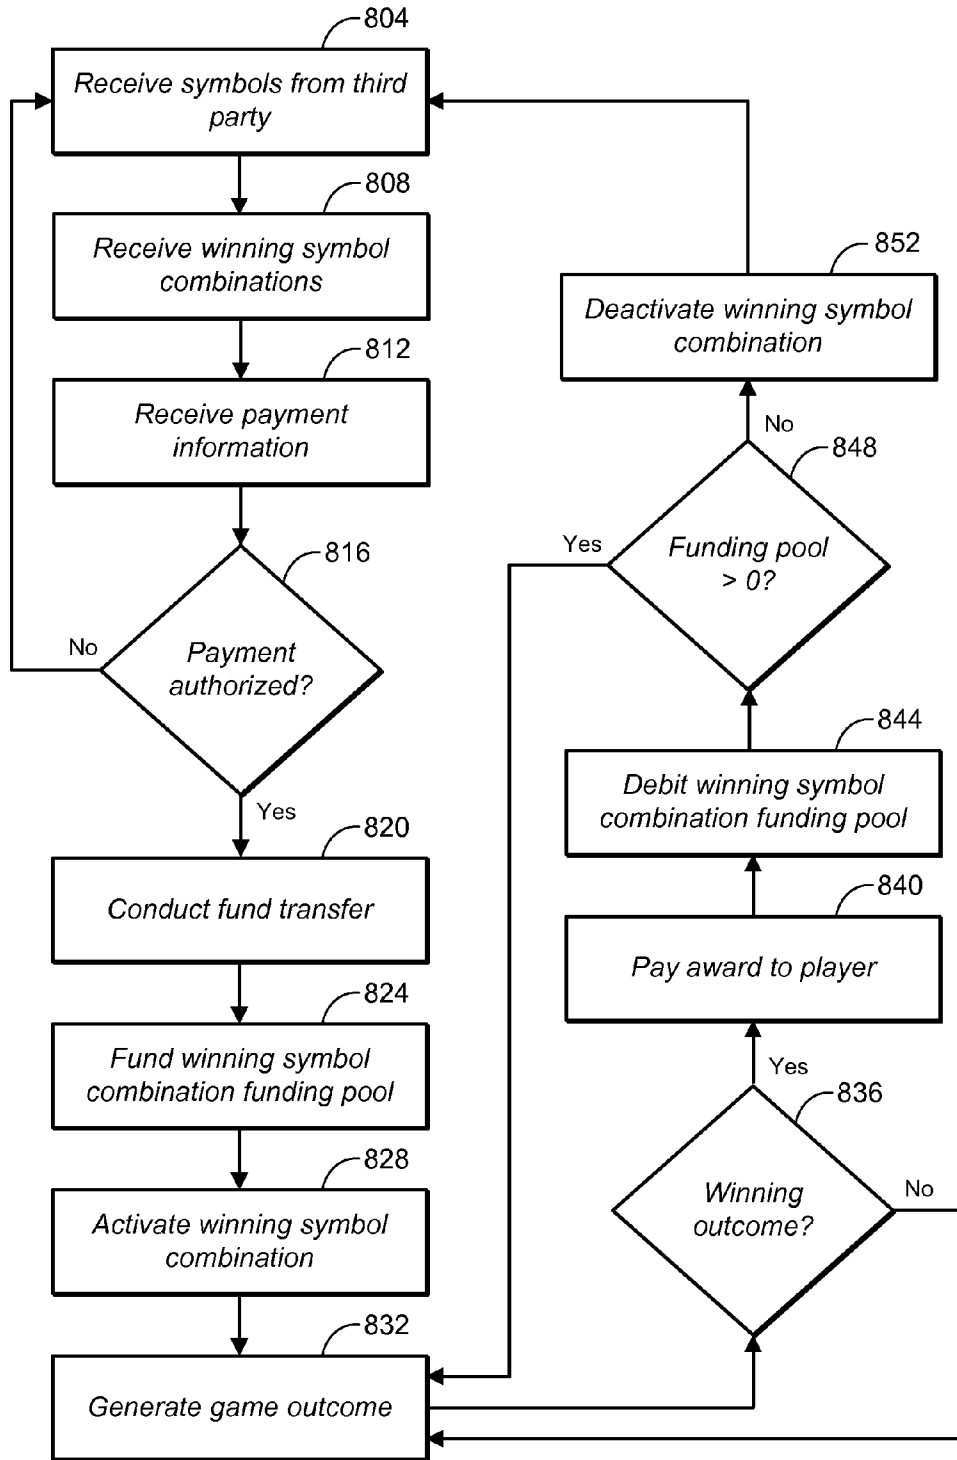 804
Receive symbols from third
party
808
Receive winning symbol
combinations
812
Receive payment
information
816
No
Payment
authorized?
Yes
820
Conduct fund transfer
824
Fund winning symbol
combination funding pool
828
Activate winning symbol
combination
832
Generate game outcome
852
Deactivate winning symbol
combination
No
848
Yes
Funding pool
> 0?
844
Debit winning symbol
combination funding pool
840
Pay award to player
Yes
836
Winning
outcome?
No